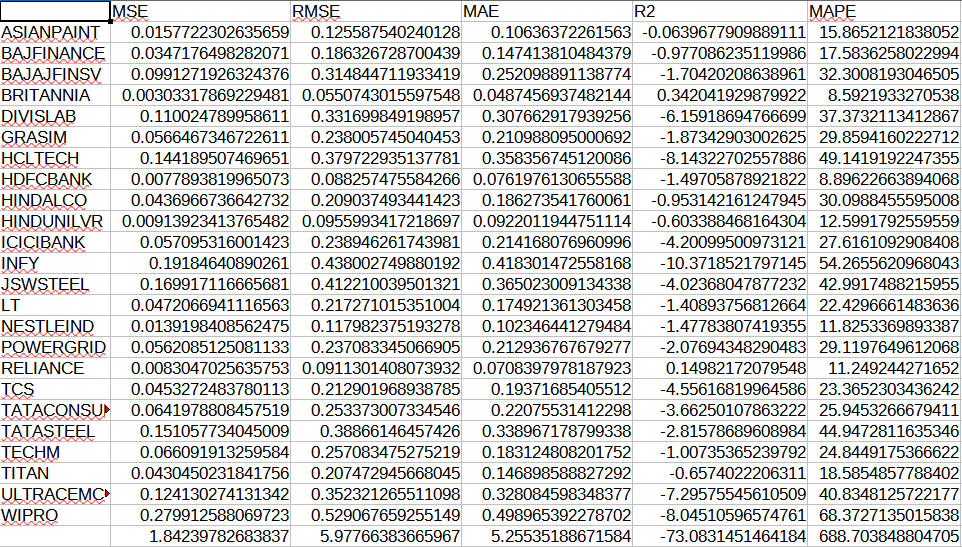 MSE RMSE MAE R2 MAPE
ASIANPAINT 0.0157722302635659 0.125587540240128 0.10636372261563 -0.0639677909889111 15.8652121838052
BAJFINANCE 0.0347176498282071 0.186326728700439 0.147413810484379 -0.977086235119986 17.5836258022994
BAJAJFINSV 0.0991271926324376 0.314844711933419 0.252098891138774 -1.70420208638961 32.3008193046505
BRITANNIA 0.00303317869229481 0.0550743015597548 0.0487456937482144 0.342041929879922 8.5921933270538
DIVISLAB 0.110024789958611 0.331699849198957 0.307662917939256 -6.15918694766699 37.3732113412867
GRASIM 0.0566467346722611 0.238005745040453 0.210988095000692 -1.87342903002625 29.8594160222712
HCLTECH 0.144189507469651 0.379722935137781 0.358356745120086 -8.14322702557886 49.1419192247355
HDFCBANK 0.0077893819965073 0.088257475584266 0.0761976130655588 -1.49705878921822 8.89622663894068
HINDALCO 0.0436966736642732 0.209037493441423 0.186273541760061 -0.953142161247945 30.0988455595008
HINDUNILVR 0.00913923413765482 0.0955993417218697 0.0922011944751114 -0.603388468164304 12.5991792559559
ICICIBANK 0.057095316001423 0.238946261743981 0.214168076960996 -4.20099500973121 27.6161092908408
INFY 0.19184640890261 0.438002749880192 0.418301472558168 -10.3718521797145 54.2655620968043
JSWSTEEL 0.169917116665681 0.412210039501321 0.365023009134338 -4.02368047877232 42.9917488215955
LT 0.0472066941116563 0.217271015351004 0.174921361303458 -1.40893756812664 22.4296661483636
NESTLEIND 0.0139198408562475 0.117982375193278 0.102346441279484 -1.47783807419355 11.8253369893387
POWERGRID 0.0562085125081133 0.237083345066905 0.212936767679277 -2.07694348290483 29.1197649612068
RELIANCE 0.0083047025635753 0.0911301408073932 0.0708397978187923 0.14982172079548 11.249244271652
TCS 0.0453272483780113 0.212901968938785 0.19371685405512 -4.55616819964586 23.3652303436242
TATACONSU 0.0641978808457519 0.253373007334546 0.22075531412298 -3.66250107863222 25.9453266679411
TATASTEEL 0.151057734045009 0.38866146457426 0.338967178799338 -2.81578689608984 44.9472811635346
TECHM 0.066091913259584 0.257083475275219 0.183124808201752 -1.00735365239792 24.8449175366622
TITAN 0.0430450231841756 0.207472945668045 0.146898588827292 -0.6574022206311 18.5854857788402
ULTRACEMC 0.124130274131342 0.352321265511098 0.328084598348377 -7.29575545610509 40.8348125722177
WIPRO 0.279912588069723 0.529067659255149 0.498965392278702 -8.04510596574761 68.3727135015838
1.84239782683837 5.97766383665967 5.25535188671584 -73.0831451464184 688.703848804705